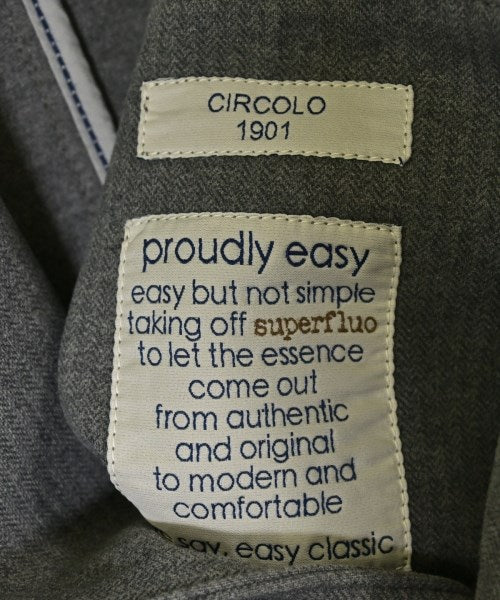 CIRCOLO
1901
proudly easy
easy but not simple
taking off superfluo
to let the essence
come out
from authentic
and original
to modern and
comfortable
say, easy classic